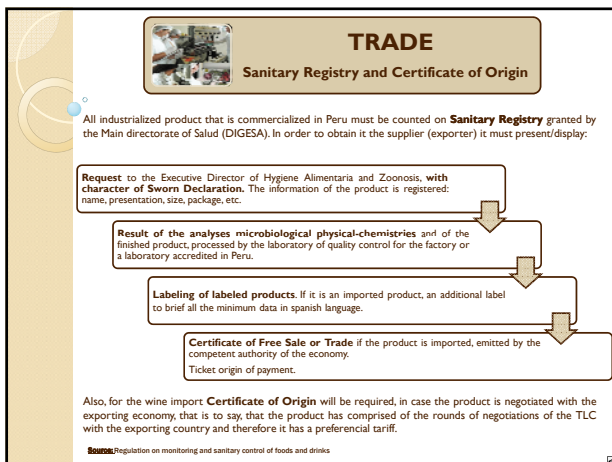 TRADE
Sanitary Registry and Certificate of Origin
All industrialized product that is commercialized in Peru must be counted on Sanitary Registry granted by
the Main directorate of Salud (DIGESA). In order to obtain it the supplier (exporter) it must present/display:
Request to the Executive Director of Hygiene Alimentaria and Zoonosis, with
character of Sworn Declaration. The information of the product is registered:
name, presentation, size, package, etc.
Result of the analyses microbiological physical-chemistries and of the
finished product, processed by the laboratory of quality control for the factory or
a laboratory accredited in Peru.
Labeling of labeled products. If it is an imported product, an additional label
to brief all the minimum data in spanish language.
Certificate of Free Sale or Trade if the product is imported, emitted by the
competent authority of the economy.
Ticket origin of payment.
Also, for the wine import Certificate of Origin will be required, in case the product is negotiated with the
exporting economy, that is to say, that the product has comprised of the rounds of negotiations of the TLC
with the exporting country and therefore it has a preferencial tariff.
Source: Regulation on monitoring and sanitary control of foods and drinks